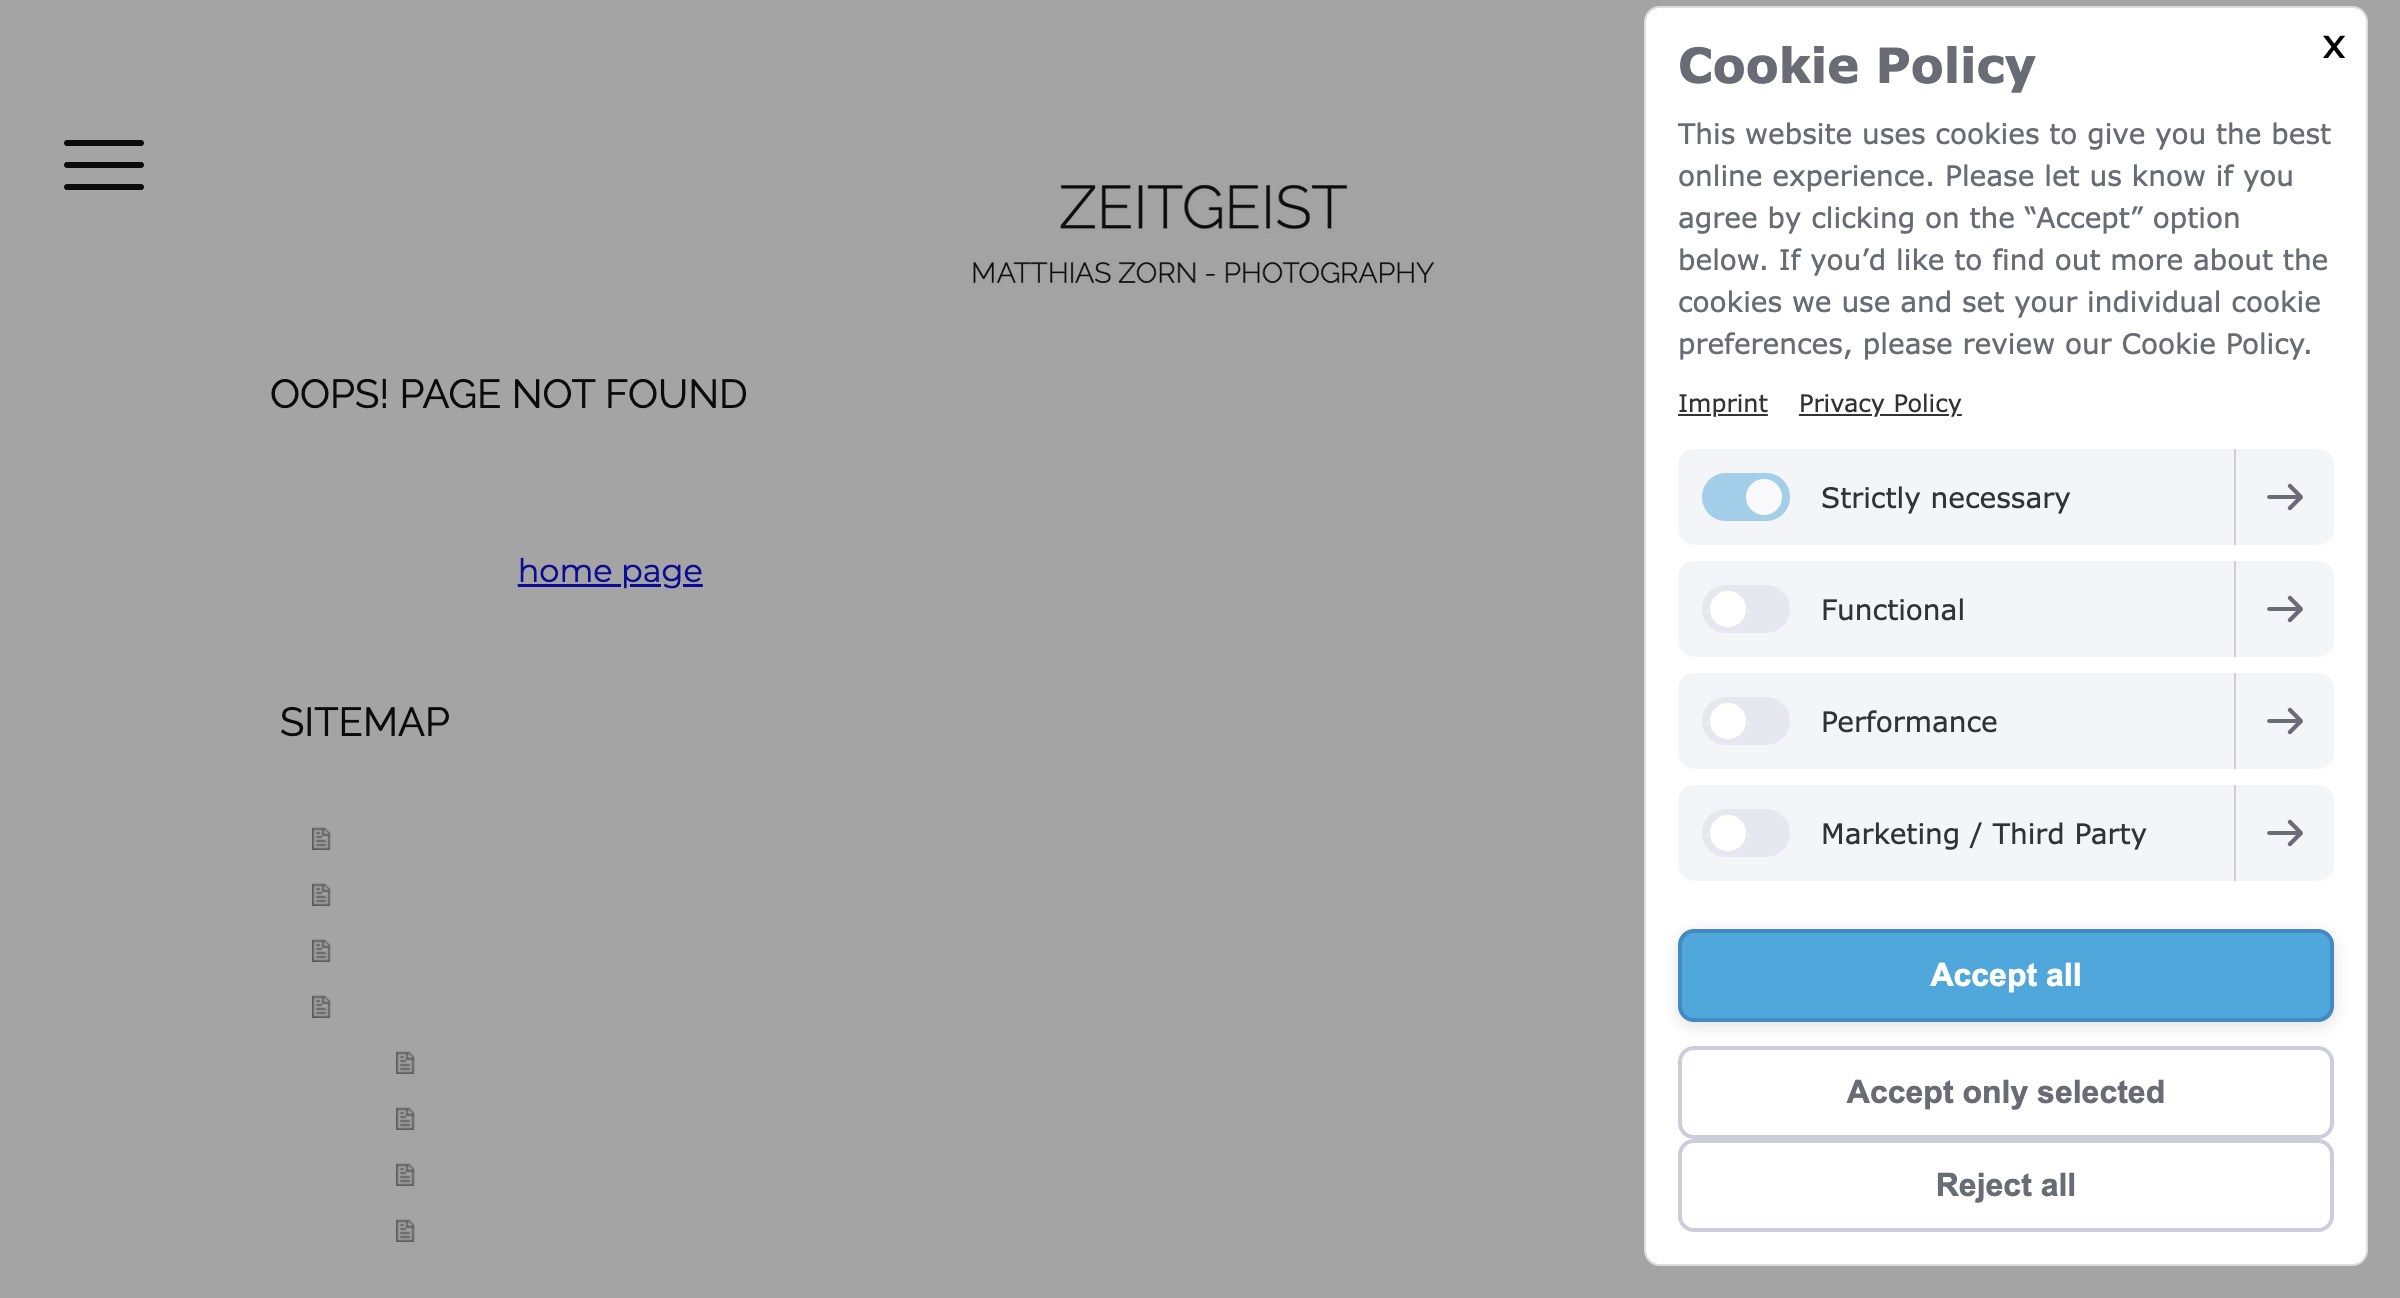 ZEITGEIST
MATTHIAS ZORN - PHOTOGRAPHY
OOPS! PAGE NOT FOUND
home page
SITEMAP
X
Cookie Policy
This website uses cookies to give you the best
online experience. Please let us know if you
agree by clicking on the “Accept” option
below. If you’d like to find out more about the
cookies we use and set your individual cookie
preferences, please review our Cookie Policy.
Imprint Privacy Policy
Strictly necessary
Functional
Performance
Marketing / Third Party
Accept all
Accept only selected
Reject all